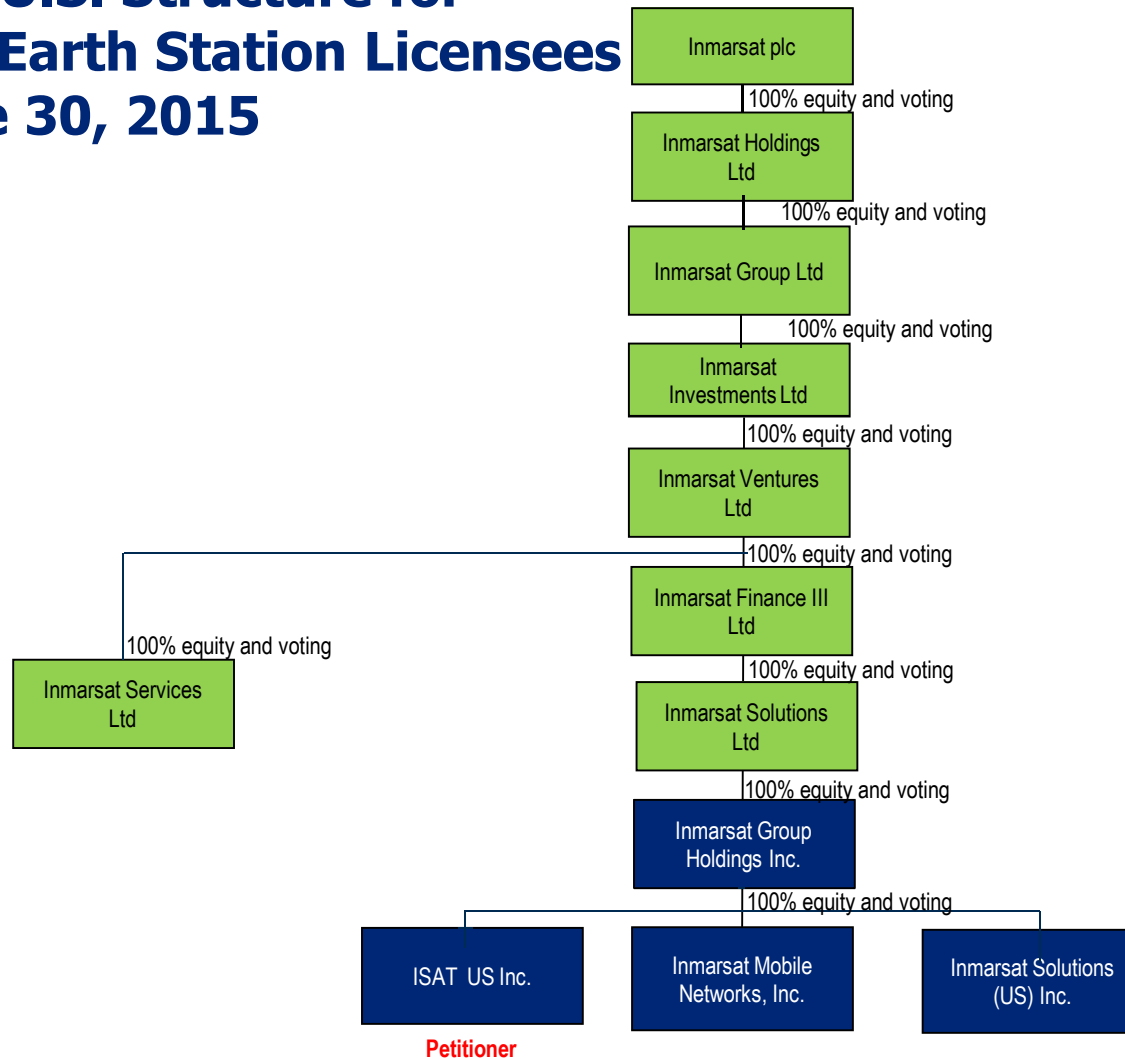 U.S. Structure for
Earth Station Licensees
30, 2015
Inmarsat plc
100% equity and voting
Inmarsat Holdings
Ltd
100% equity and voting
Inmarsat Group Ltd
100% equity and voting
Inmarsat
Investments Ltd
100% equity and voting
Inmarsat Ventures
Ltd
100% equity and voting
Inmarsat Finance III
Ltd
100% equity and voting
Inmarsat Services
Ltd
100% equity and voting
Inmarsat Solutions
Ltd
100% equity and voting
Inmarsat Group
Holdings Inc.
100% equity and voting
ISAT US Inc.
Inmarsat Mobile
Networks, Inc.
Inmarsat Solutions
(US) Inc.
Petitioner